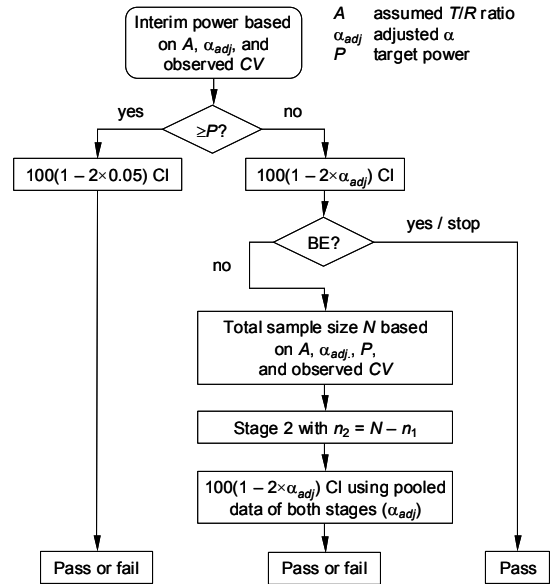 Interim power based
on A, αadj, and
observed CV
A assumed T/R ratio
αadj adjusted α
P target power
yes
≥P?
no
100(1 – 2×0.05) CI
100(1 – 2×αadj) CI
BE?
yes / stop
no
Total sample size N based
on A, αadj., P,
and observed CV
Stage 2 with n2 = N – n1
100(1 – 2×αadj) CI using pooled
data of both stages (αadj)
Pass or fail
Pass or fail
Pass